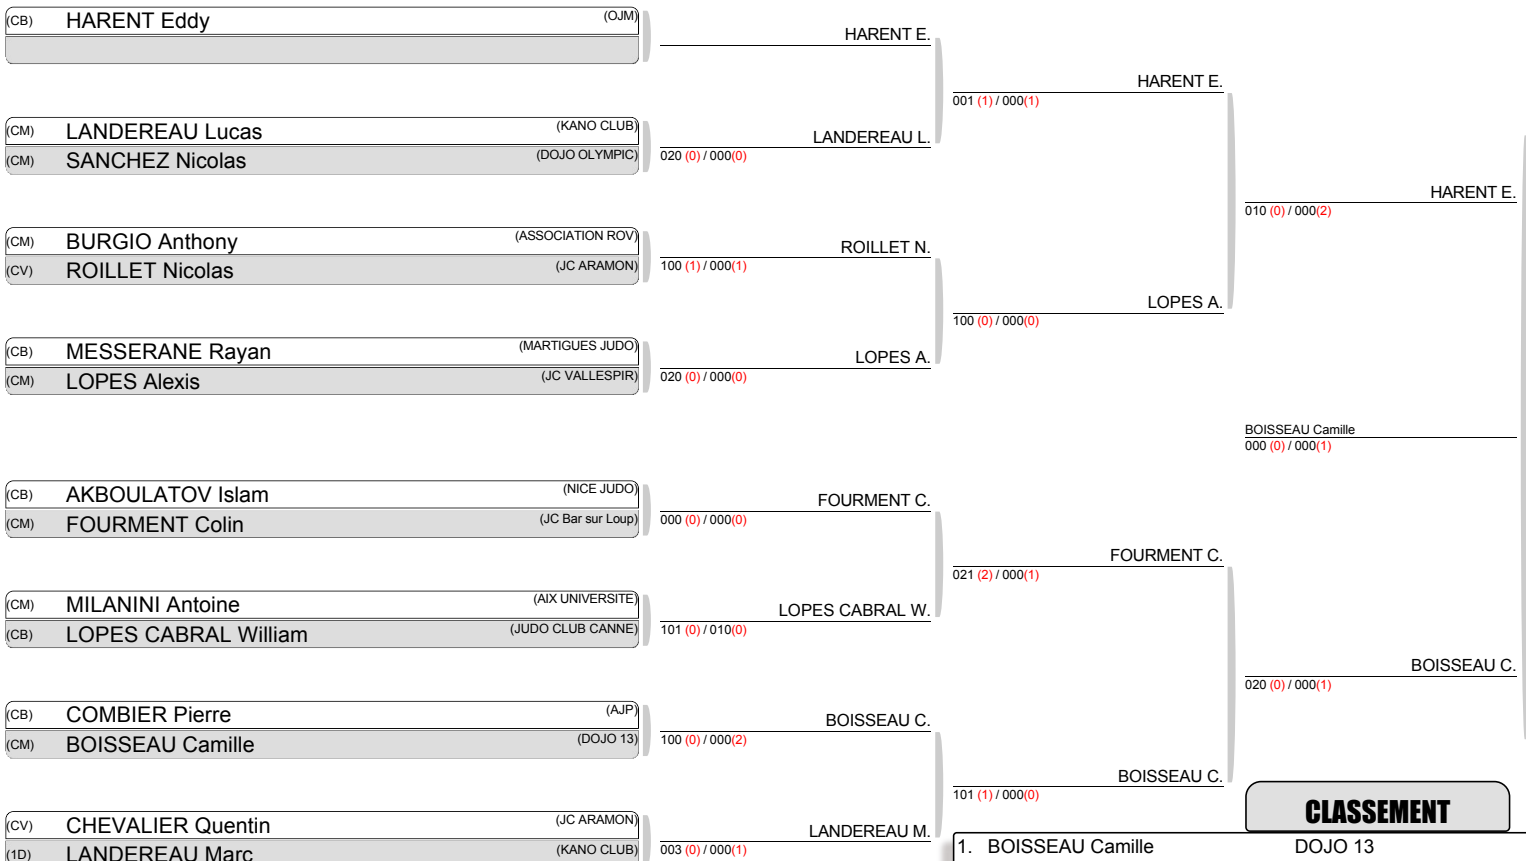 (CB) HARENT Eddy (OJM)
HARENT E.
HARENT E.
001 (1) / 000(1)
(CM) LANDEREAU Lucas (KANO CLUB)
LANDEREAU L.
(CM) SANCHEZ Nicolas (DOJO OLYMPIC)
020 (0) / 000(0)
HARENT E.
010 (0) / 000(2)
(CM) BURGIO Anthony (ASSOCIATION ROV)
ROILLET N.
(CV) ROILLET Nicolas (JC ARAMON)
100 (1) / 000(1)
LOPES A.
100 (0) / 000(0)
(CB) MESSERANE Rayan (MARTIGUES JUDO)
LOPES A.
(CM) LOPES Alexis (JC VALLESPIR)
020 (0) / 000(0)
BOISSEAU Camille
000 (0) / 000(1)
(CB) AKBOULATOV Islam (NICE JUDO)
FOURMENT C.
(CM) FOURMENT Colin (JC Bar sur Loup)
000 (0) / 000(0)
FOURMENT C.
021 (2) / 000(1)
(CM) MILANINI Antoine (AIX UNIVERSITE)
LOPES CABRAL W.
(CB) LOPES CABRAL William (JUDO CLUB CANNE)
101 (0) / 010(0)
BOISSEAU C.
020 (0) / 000(1)
(CB) COMBIER Pierre (AJP)
BOISSEAU C.
(CM) BOISSEAU Camille (DOJO 13)
100 (0) / 000(2)
BOISSEAU C.
101 (1) / 000(0)
CLASSEMENT
(CV) CHEVALIER Quentin (JC ARAMON)
LANDEREAU M.
(1D) LANDEREAU Marc (KANO CLUB)
003 (0) / 000(1)
1. BOISSEAU Camille DOJO 13